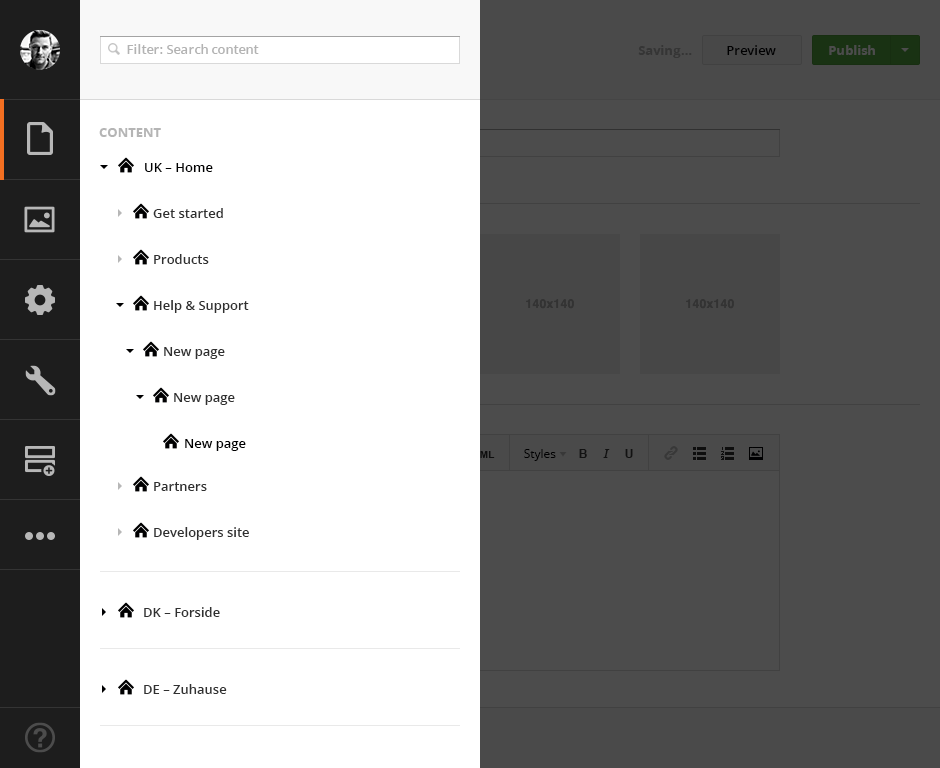 Filter: Search content
Saving...
Preview
Publish
CONTENT
UK – Home
Get started
Products
Help & Support
140x140
140x140
New page
New page
New page
ML
Styles
B
I
U
Partners
Developers site
DK – Forside
DE – Zuhause